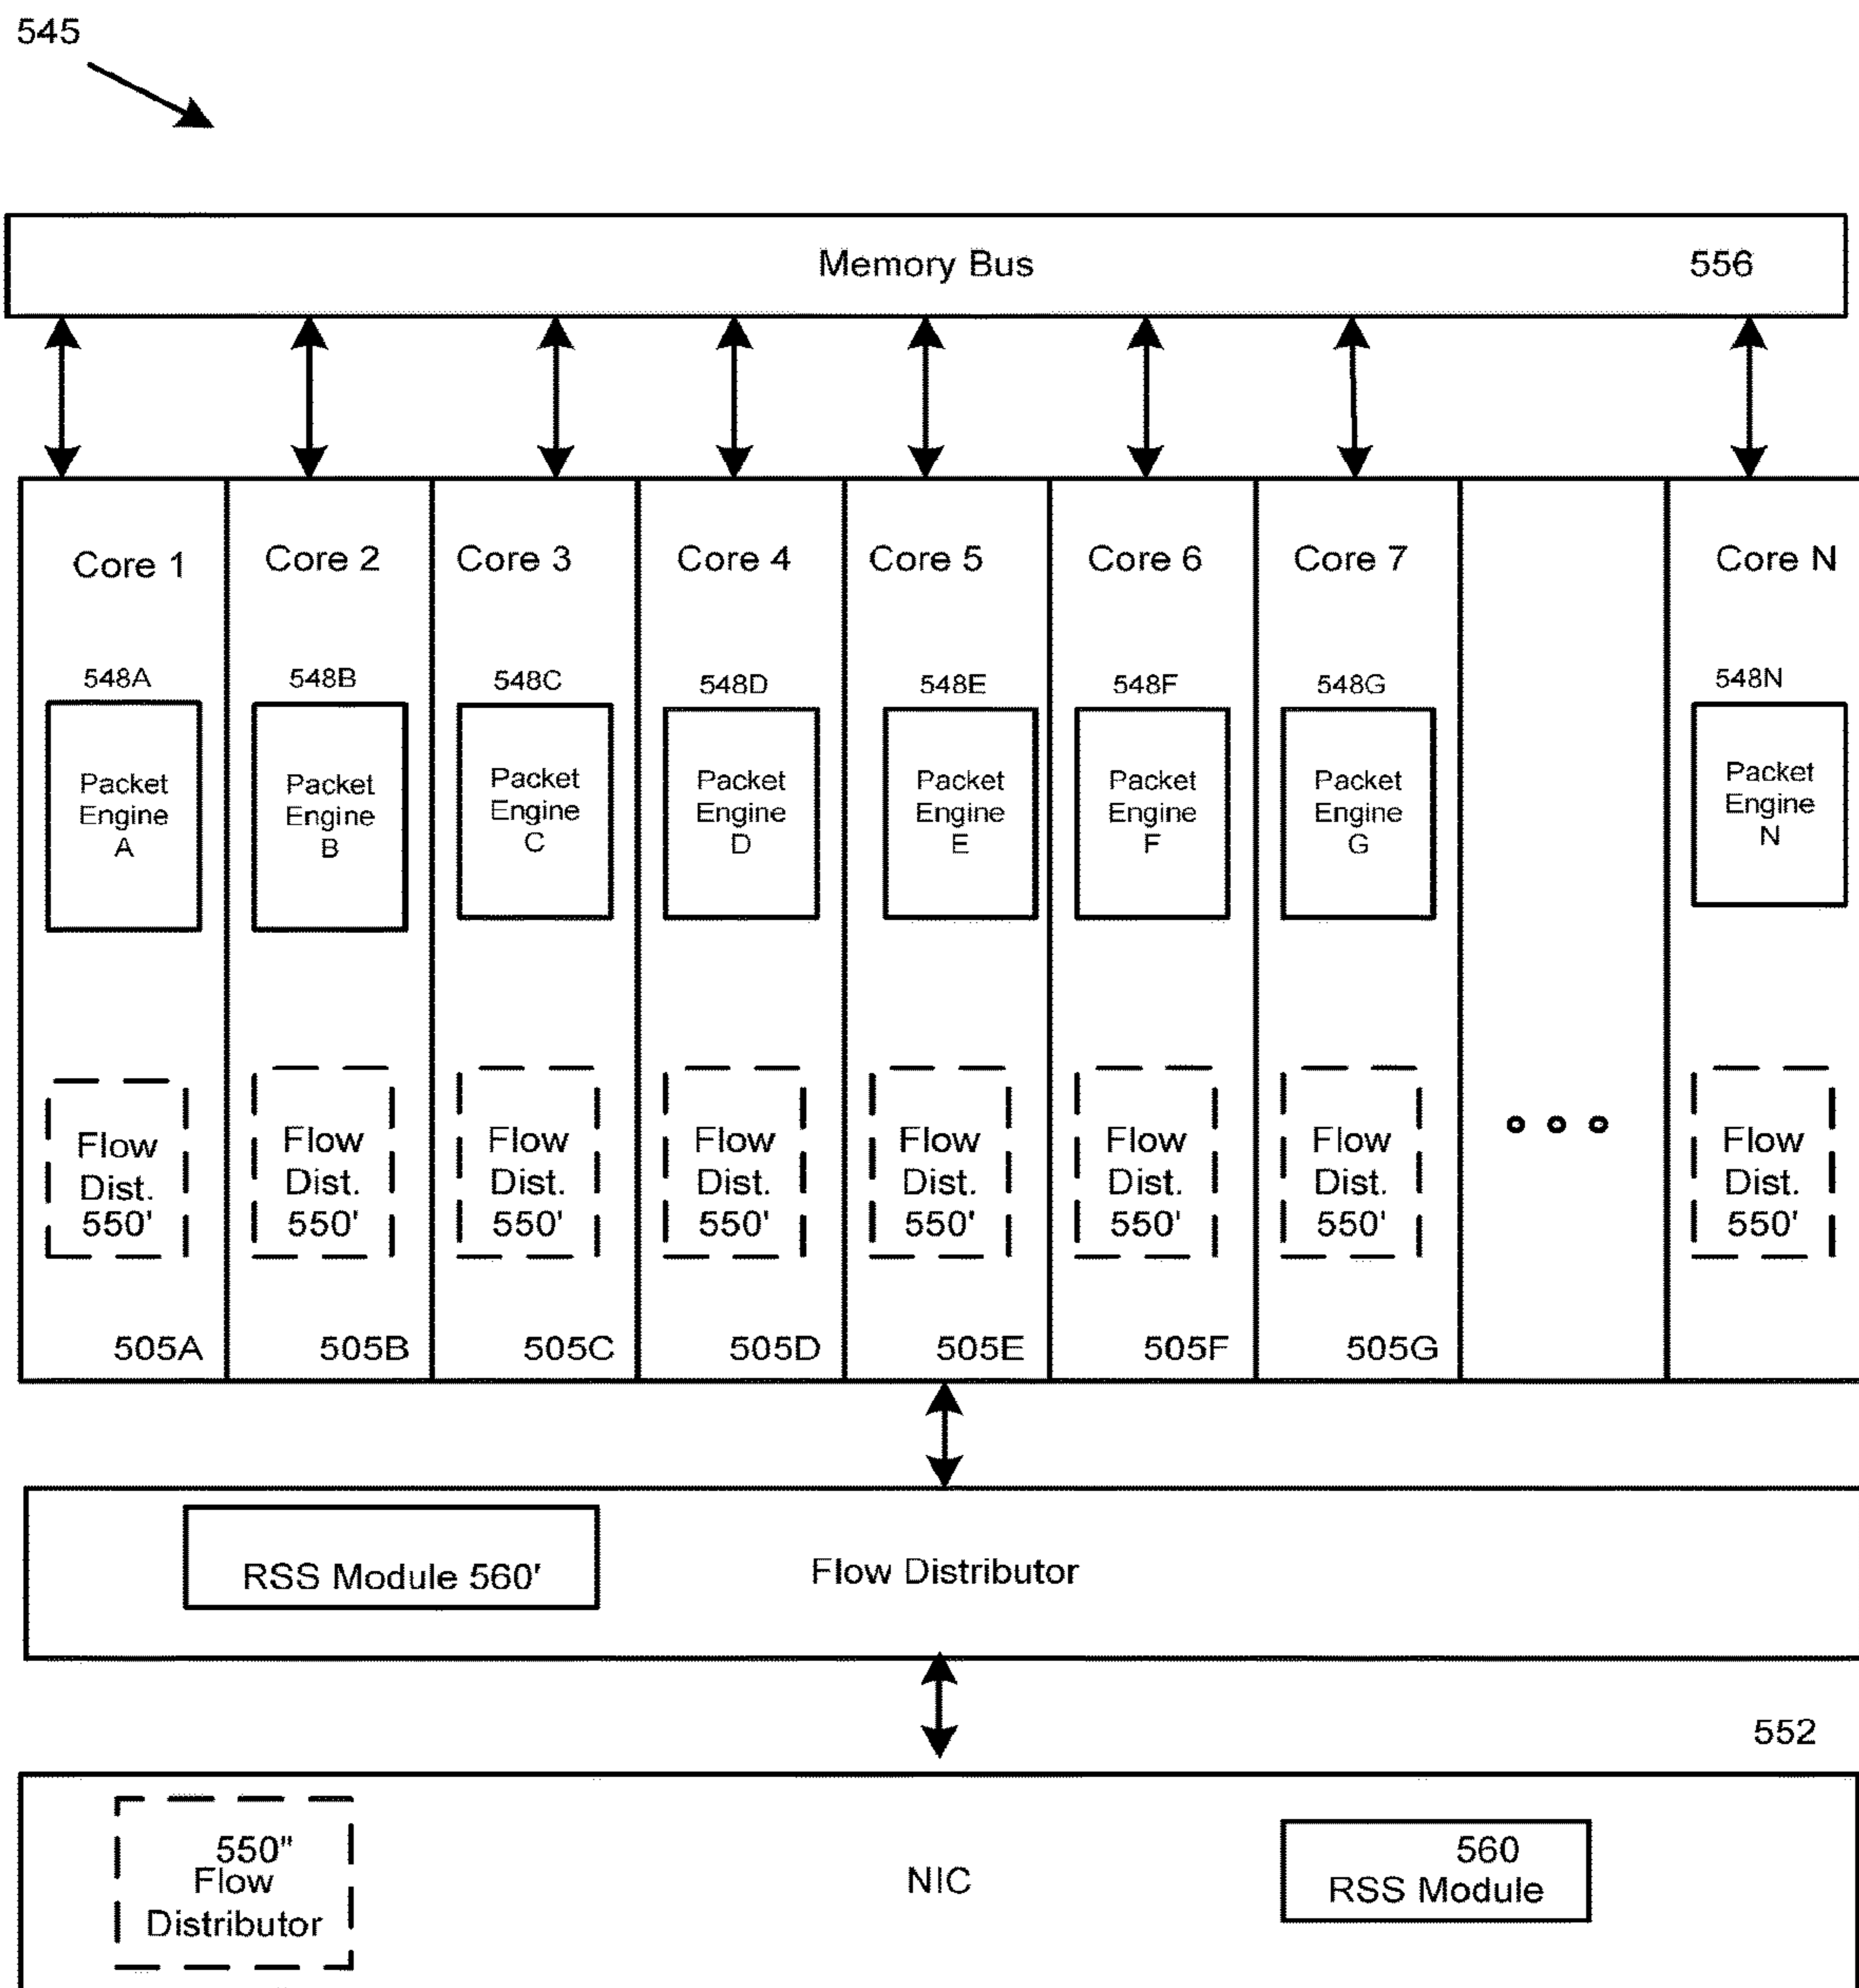 545
Memory Bus 556
Core 1 Core 2 Core 3 Core 4 Core 5 Core 6 Core 7 Core N
548A 548B 548C 548D 548E 548F 548G 548N
Packet
Engine
A
Packet
Engine
B
Packet
Engine
C
Packet
Engine
D
Packet
Engine
E
Packet
Engine
F
Packet
Engine
G
Packet
Engine
N
Flow
Dist.
550'
Flow
Dist.
550'
Flow
Dist.
550'
Flow
Dist.
550'
Flow
Dist.
550'
Flow
Dist.
550'
Flow
Dist.
550'
Flow
Dist.
550'
505A 505B 505C 505D 505E 505F 505G
RSS Module 560' Flow Distributor
552
550"
Flow
Distributor
NIC
560
RSS Module